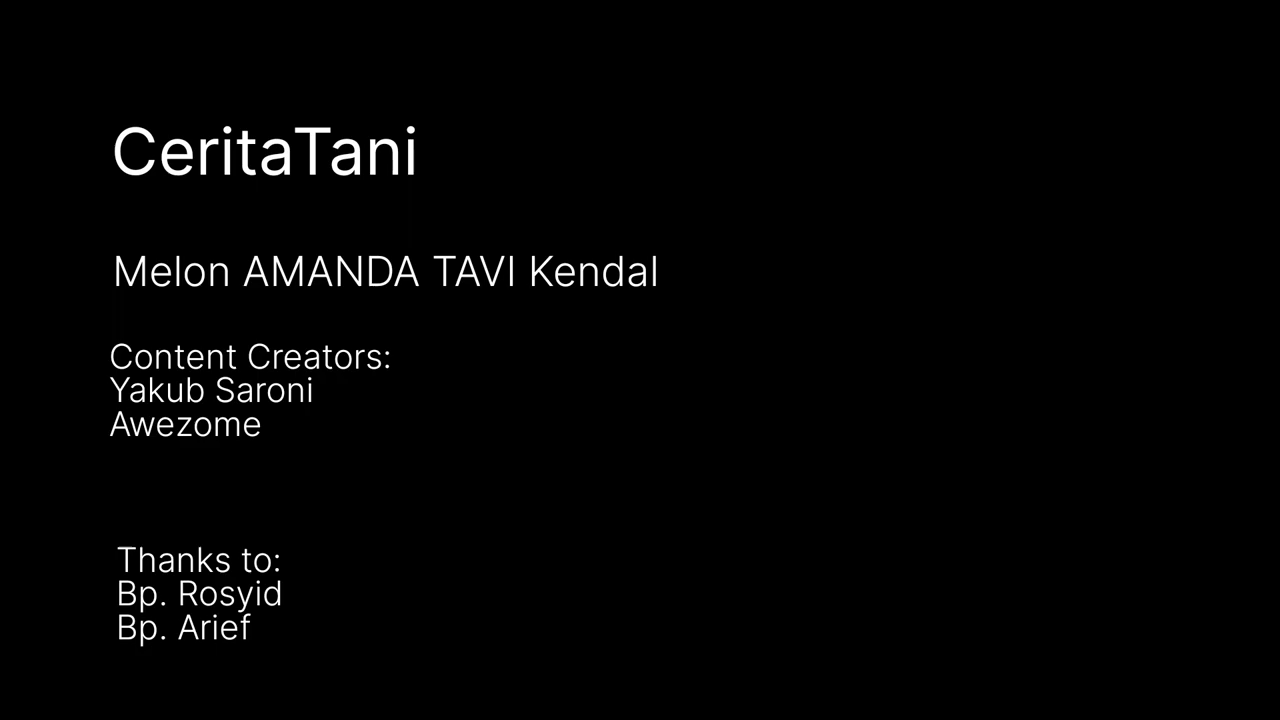 CeritaTani
Melon AMANDA TAVI Kendal
Content Creators:
Yakub Saroni
Awezome
Thanks to:
Bp. Rosyid
Bp. Arief